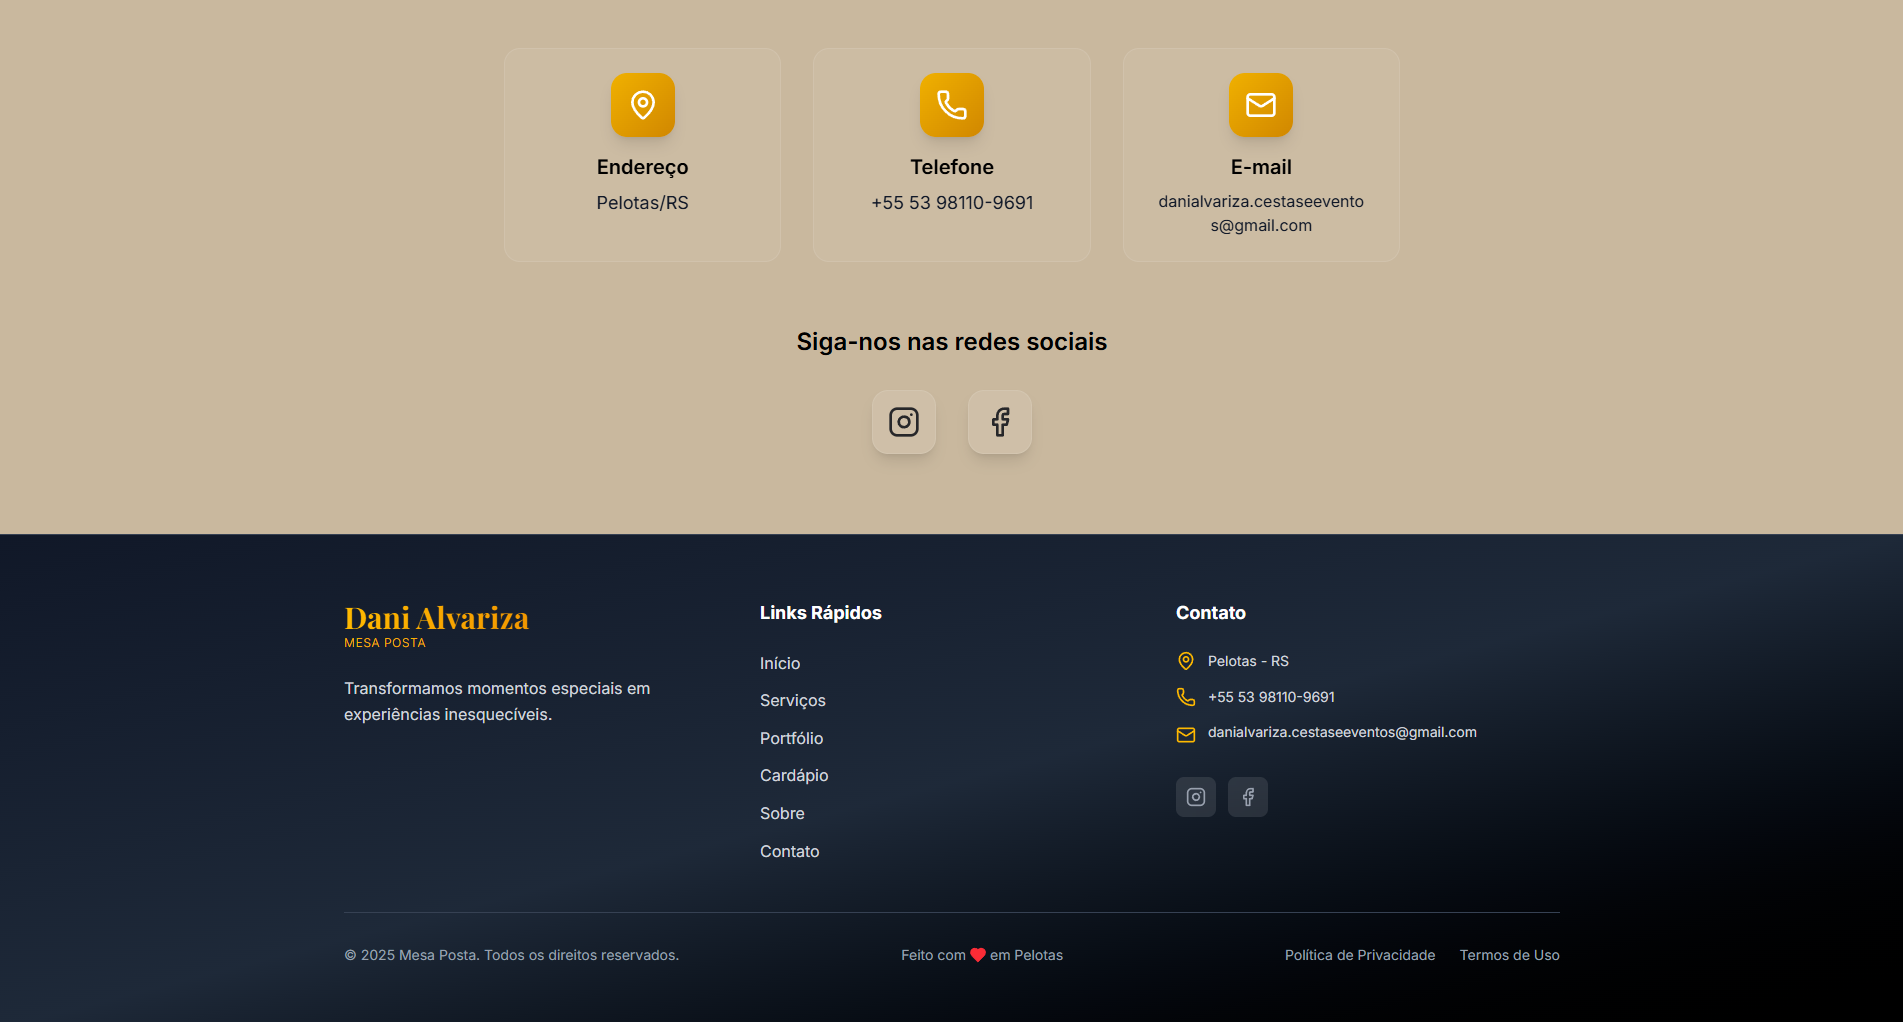 Endereço
Pelotas/RS
Telefone
+55 53 98110-9691
E-mail
danialvariza.cestaseevento
s@gmail.com
Siga-nos nas redes sociais
Dani Alvariza
MESA POSTA
Transformamos momentos especiais em
experiências inesquecíveis.
Links Rápidos
Início
Serviços
Portfólio
Cardápio
Sobre
Contato
Contato
Pelotas - RS
+55 53 98110-9691
danialvariza.cestaseeventos@gmail.com
© 2025 Mesa Posta. Todos os direitos reservados.
Feito com ❤ em Pelotas
Política de Privacidade
Termos de Uso